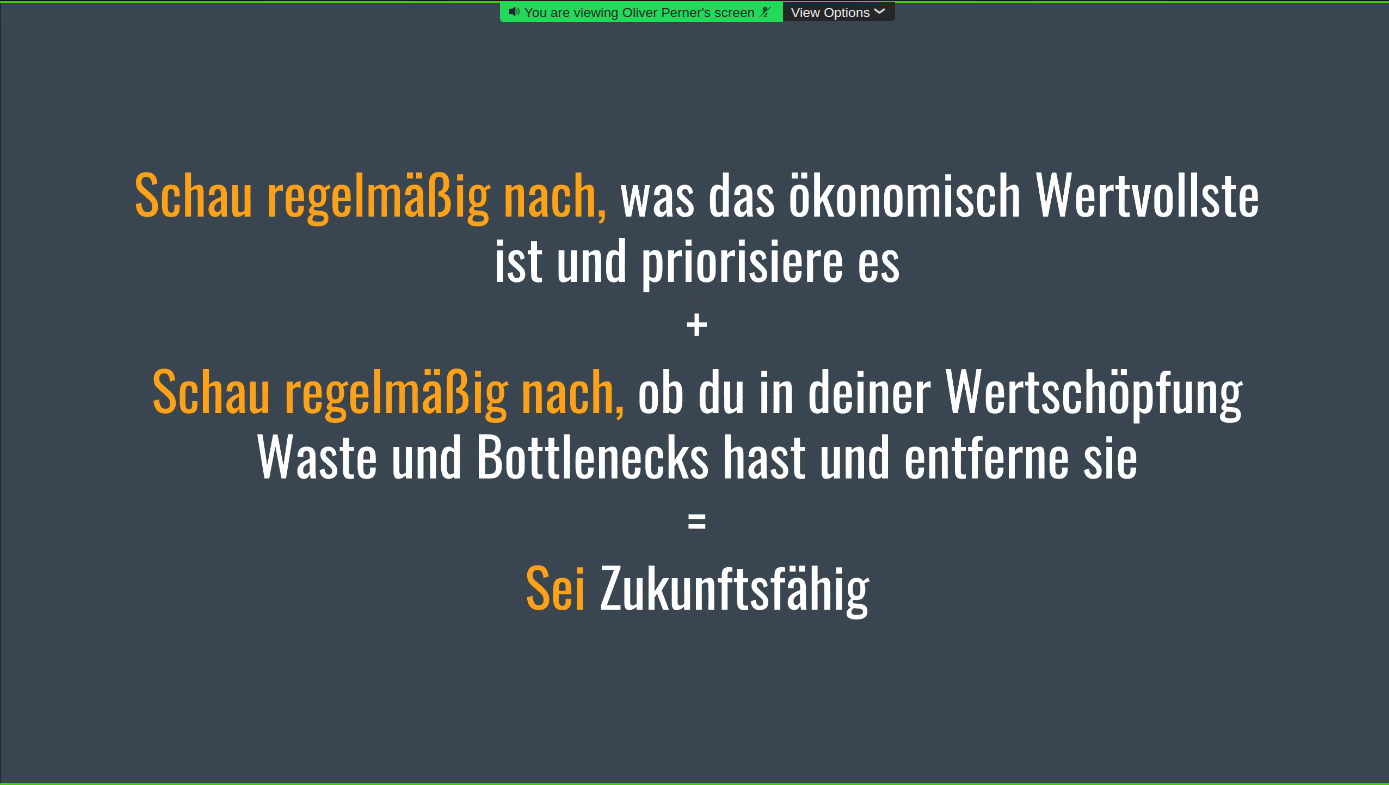 You are viewing Oliver Perner's screen View Options
Schau regelmäßig nach, was das ökonomisch Wertvollste
ist und priorisiere es
+
Schau regelmäßig nach, ob du in deiner Wertschöpfung
Waste und Bottlenecks hast und entferne sie
=
Sei Zukunftsfähig